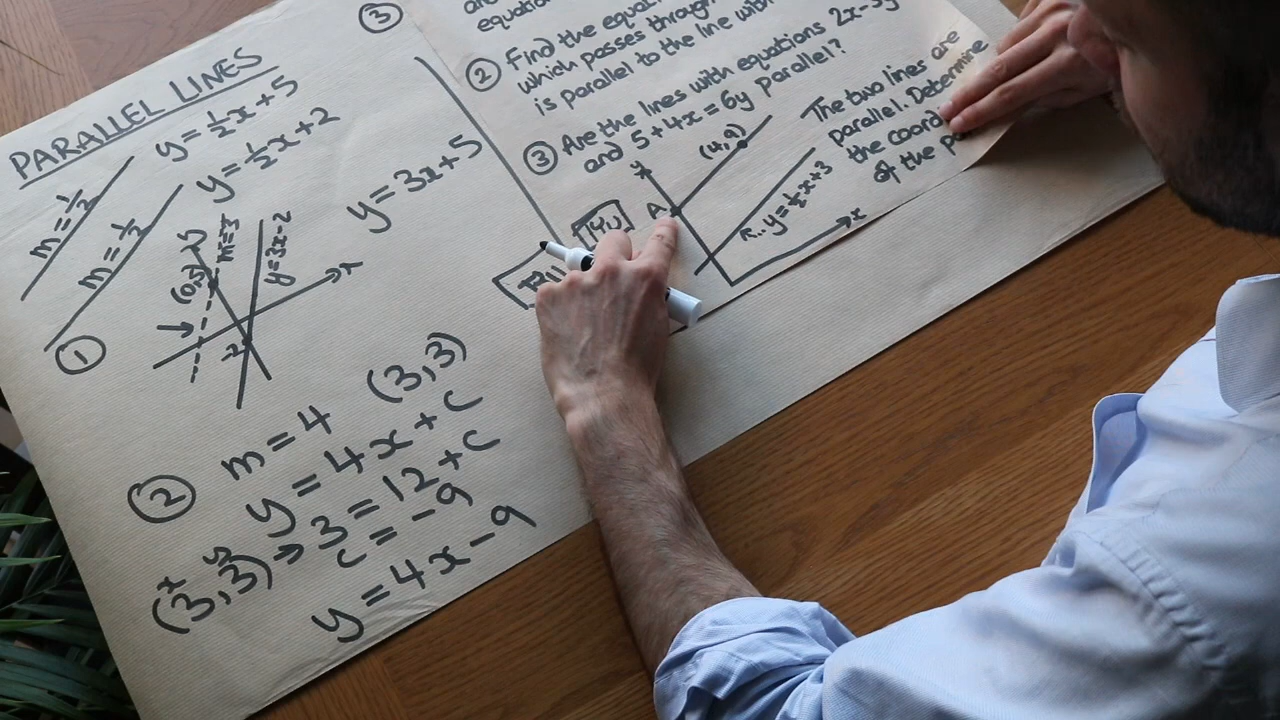 PARALLEL LINES
y = ½x + 5
y = ½x + 2
m = ½
m = ½
①
(0,5)
y
m = 3
y = 3x - 2
x
-2
y = 3x + 5
②
m = 4
(3,3)
y = 4x + c
x y
(3,3) → 3 = 12 + c
c = -9
y = 4x - 9
③
equation
② Find the equat
which passes through
is parallel to the line with
③ Are the lines with equations 2x - 3y
and 5 + 4x = 6y parallel?
y
A
(4,9)
y = ½x + 3
x
The two lines are
parallel. Determine
the coord
of the p